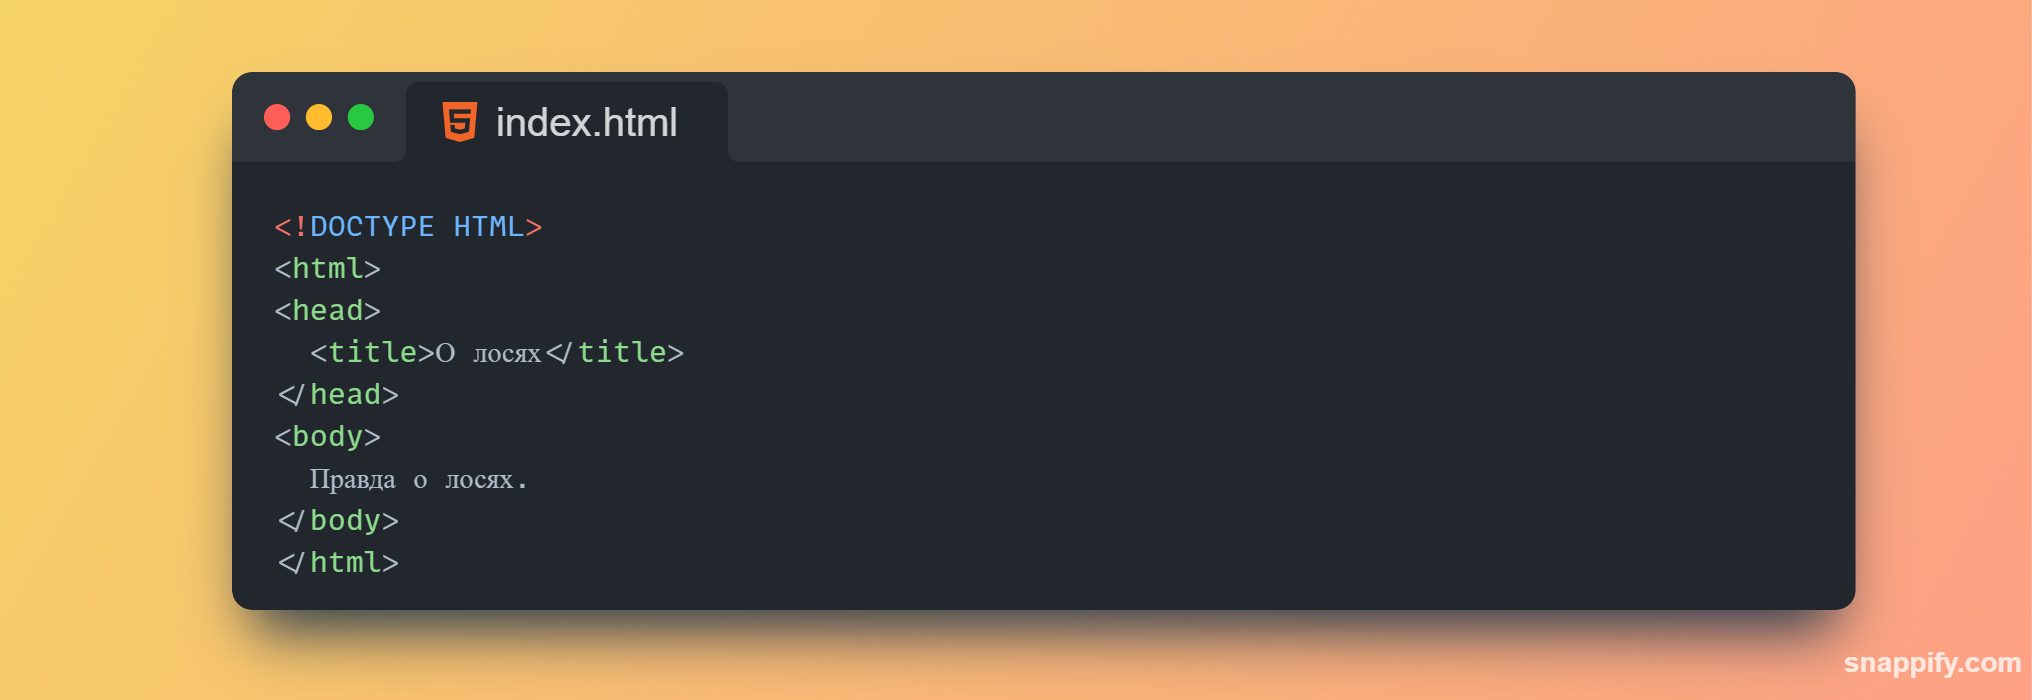 index.html
<!DOCTYPE HTML>
<html>
<head>
  <title>О лосях</title>
</head>
<body>
  Правда о лосях.
</body>
</html>
snappify.com